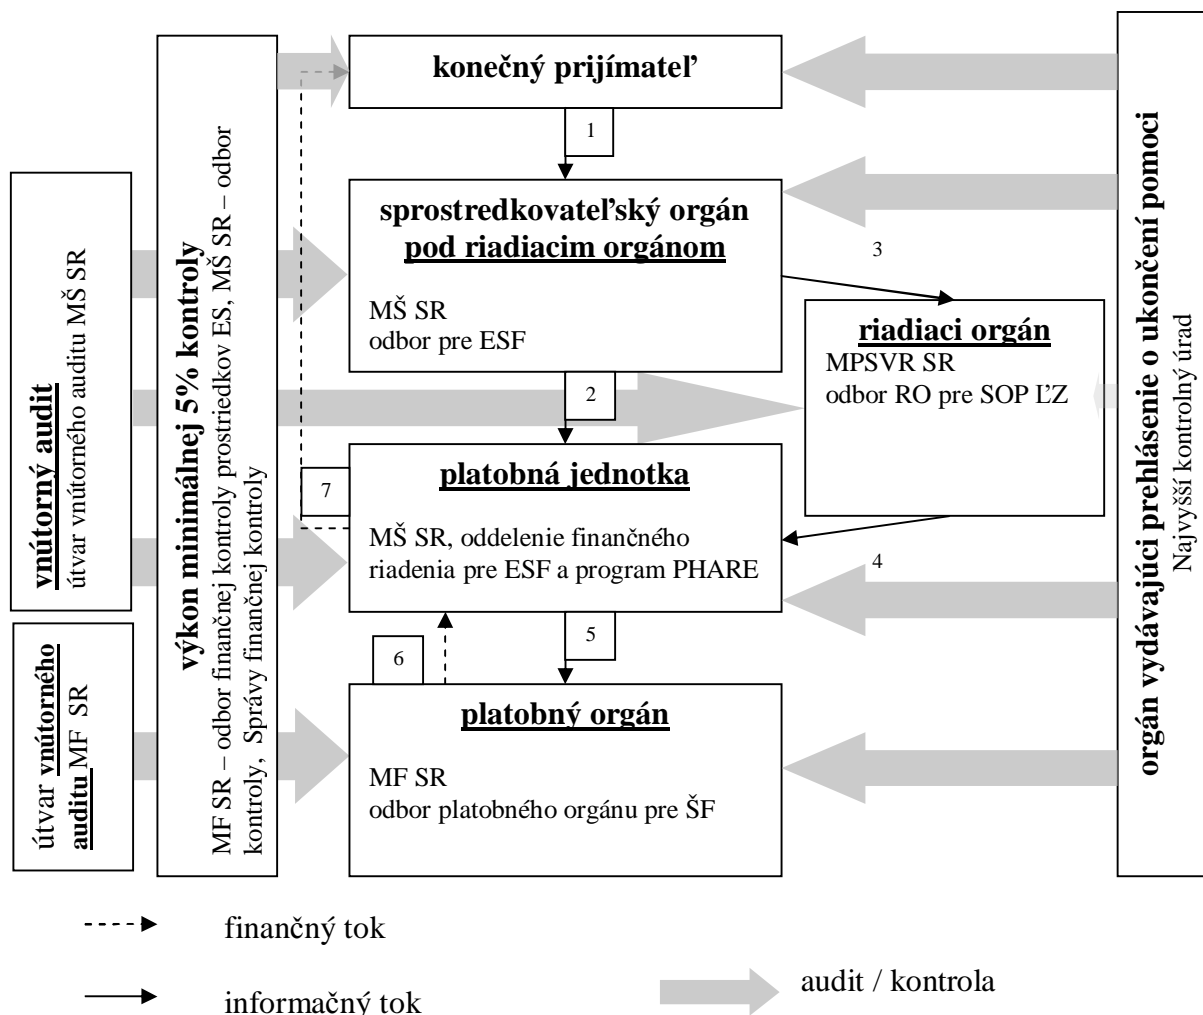 vnútorný audit
útvar vnútorného auditu MŠ SR
útvar vnútorného
auditu MF SR
výkon minimálnej 5% kontroly
MF SR – odbor finančnej kontroly prostriedkov ES, MŠ SR – odbor
kontroly, Správy finančnej kontroly
konečný prijímateľ
1
sprostredkovateľský orgán
pod riadiacim orgánom
MŠ SR
odbor pre ESF
3
riadiaci orgán
MPSVR SR
odbor RO pre SOP ĽZ
2
platobná jednotka
MŠ SR, oddelenie finančného
riadenia pre ESF a program PHARE
7
4
5
6
platobný orgán
MF SR
odbor platobného orgánu pre ŠF
orgán vydávajúci prehlásenie o ukončení pomoci
Najvyšší kontrolný úrad
finančný tok
informačný tok
audit / kontrola